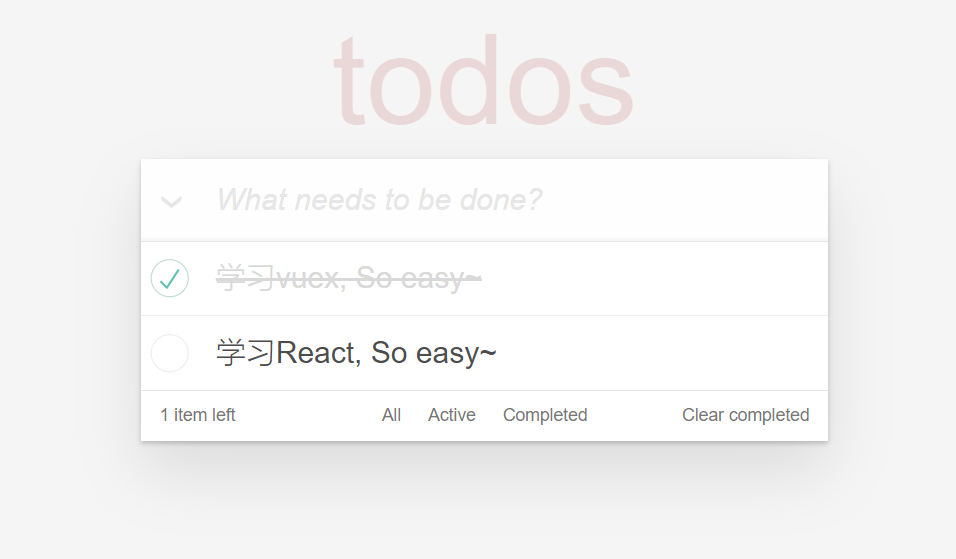 todos
What needs to be done?
学习vuex, So easy~
学习React, So easy~
1 item left All Active Completed Clear completed